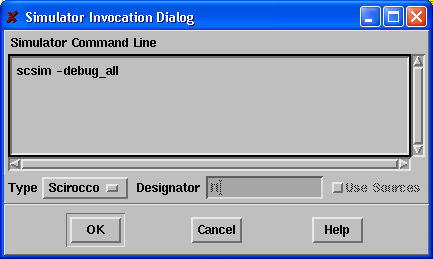 Simulator Invocation Dialog
Simulator Command Line
scsim -debug_all
Type Scirocco Designator Use Sources
OK Cancel Help